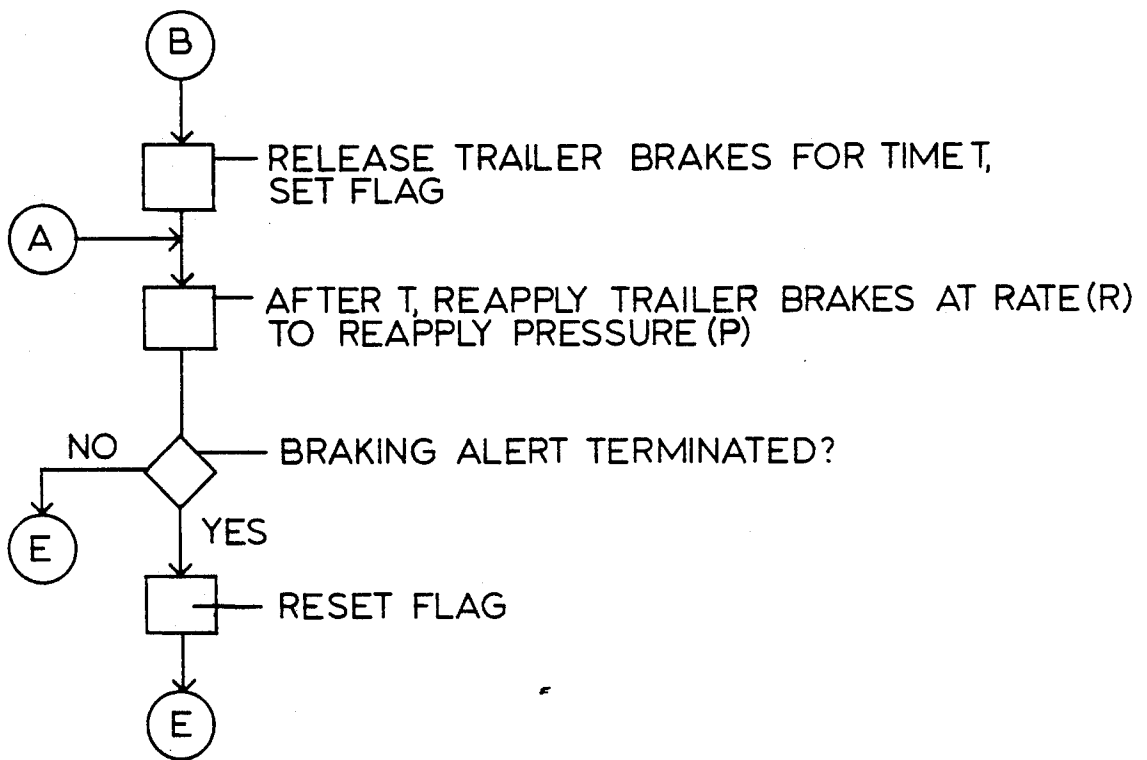 B
RELEASE TRAILER BRAKES FOR TIME T,
SET FLAG
A
AFTER T, REAPPLY TRAILER BRAKES AT RATE (R)
TO REAPPLY PRESSURE (P)
NO
BRAKING ALERT TERMINATED?
E
YES
RESET FLAG
E